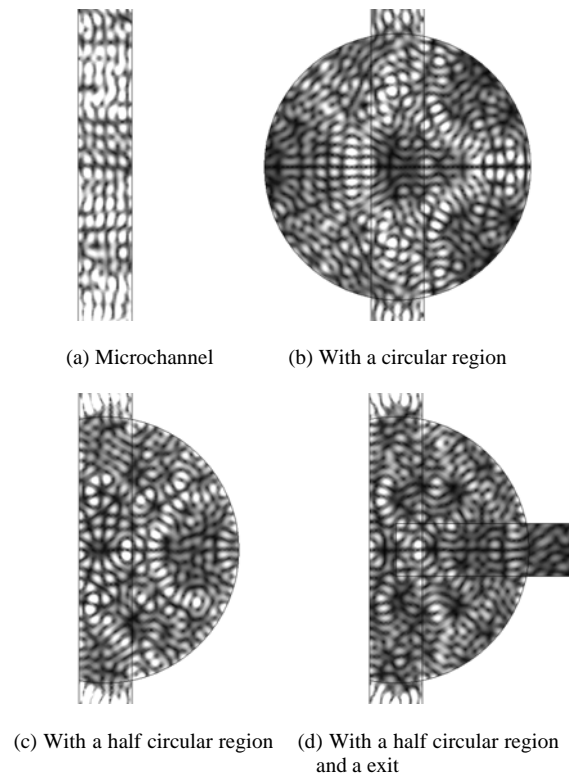 (a) Microchannel
(b) With a circular region
(c) With a half circular region
(d) With a half circular region
and a exit